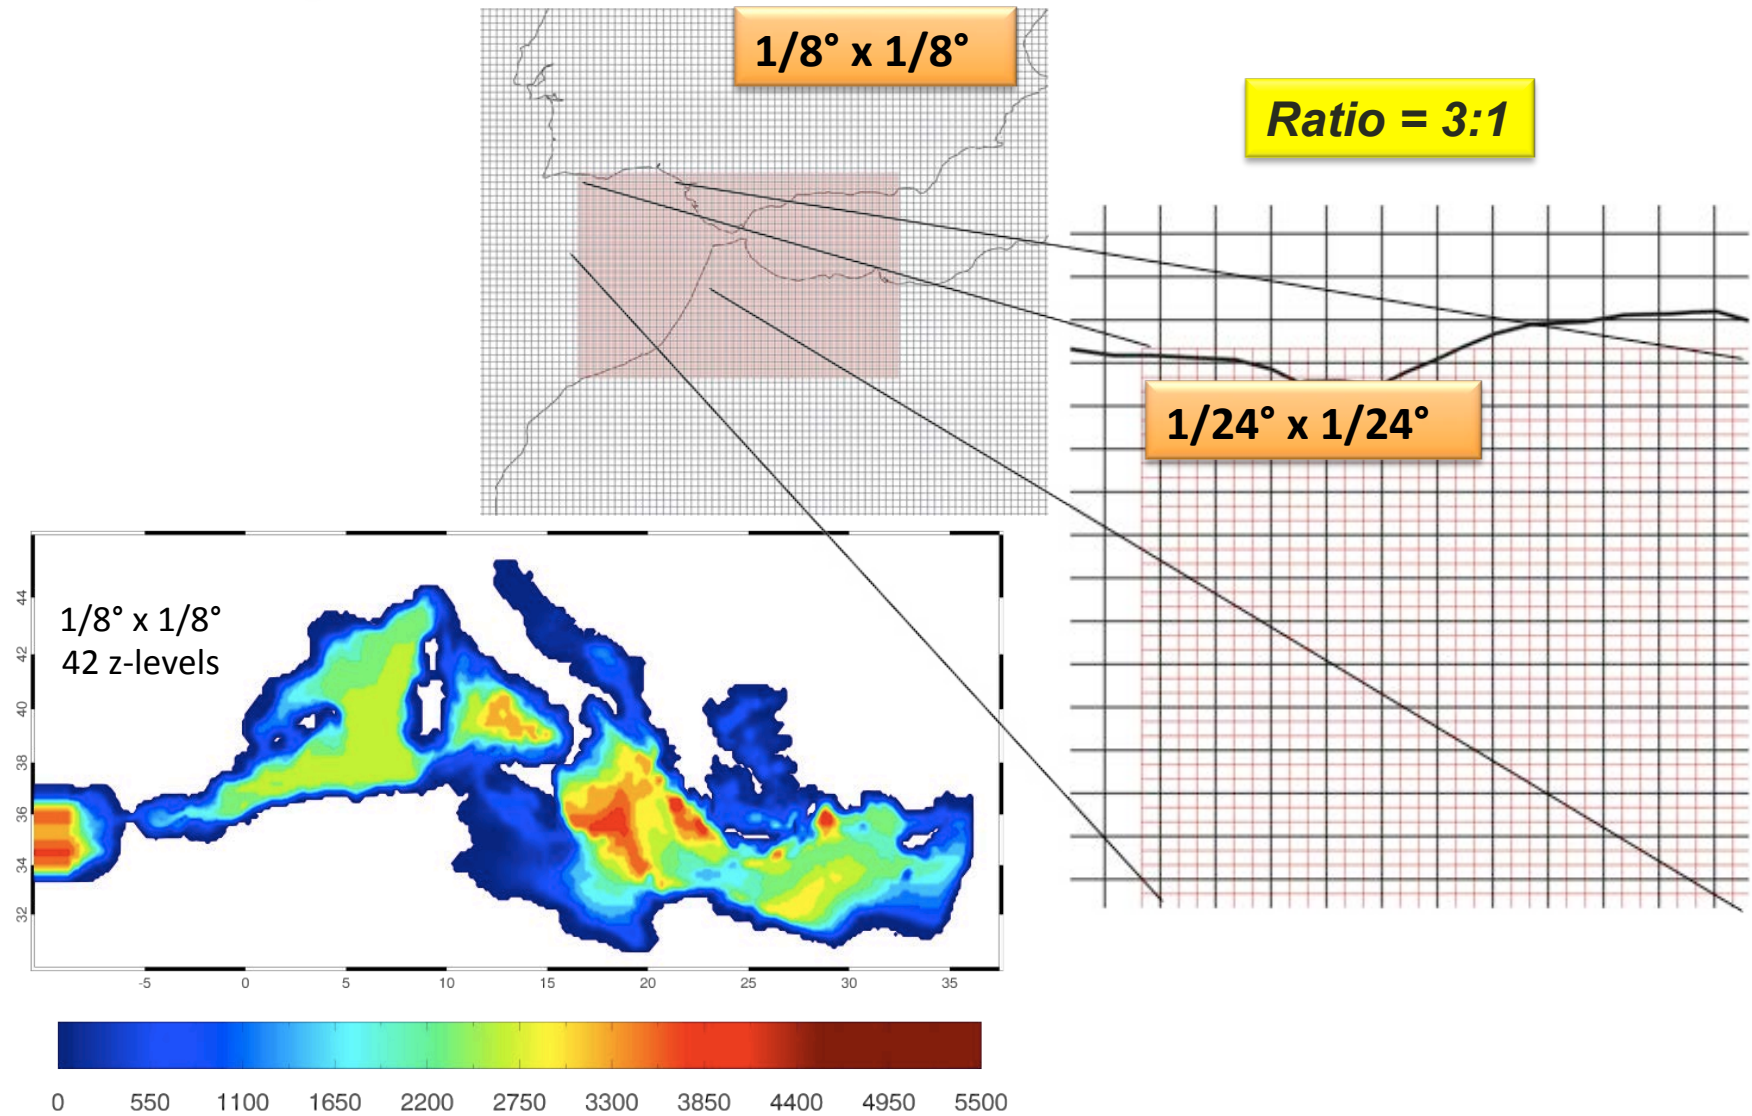 1/8° x 1/8°
Ratio = 3:1
1/24° x 1/24°
1/8° x 1/8°
42 z-levels
44
42
40
38
36
34
32
-5 0 5 10 15 20 25 30 35
0 550 1100 1650 2200 2750 3300 3850 4400 4950 5500